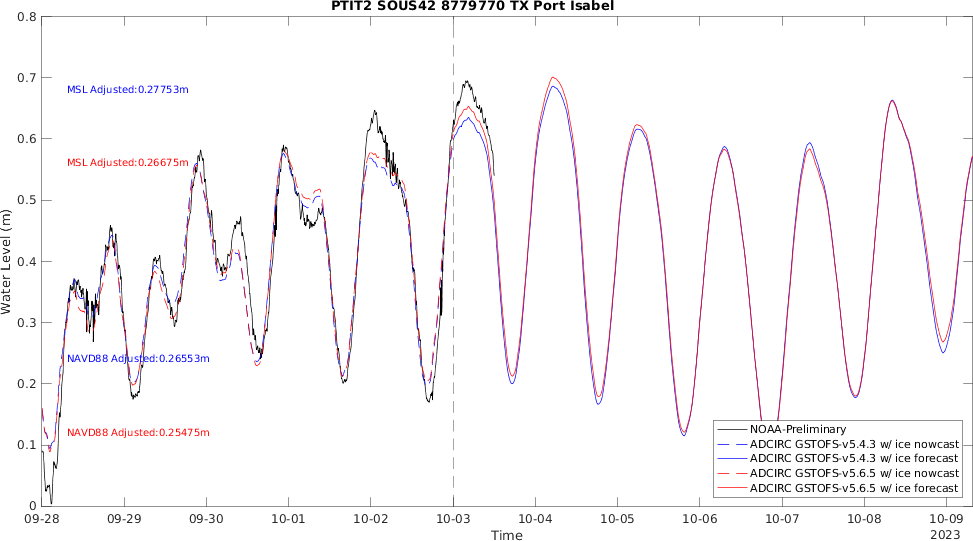 PTIT2 SOUS42 8779770 TX Port Isabel
0.8
0.7
0.6
0.5
0.4
0.3
0.2
0.1
0
Water Level (m)
MSL Adjusted:0.27753m
MSL Adjusted:0.26675m
NAVD88 Adjusted:0.26553m
NAVD88 Adjusted:0.25475m
NOAA-Preliminary
ADCIRC GSTOFS-v5.4.3 w/ ice nowcast
ADCIRC GSTOFS-v5.4.3 w/ ice forecast
ADCIRC GSTOFS-v5.6.5 w/ ice nowcast
ADCIRC GSTOFS-v5.6.5 w/ ice forecast
09-28 09-29 09-30 10-01 10-02 10-03 10-04 10-05 10-06 10-07 10-08 10-09
2023
Time